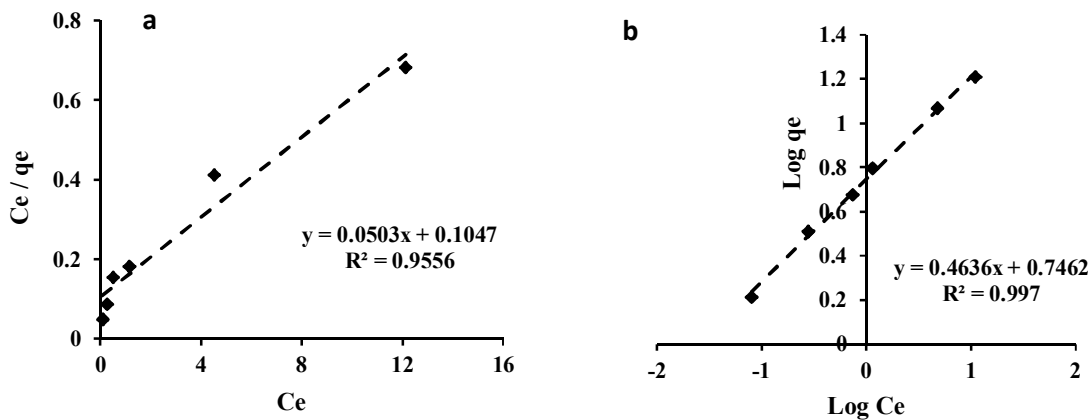 a
0.8
0.6
0.4
0.2
0
0
4
8
12
16
Ce / qe
Ce
y = 0.0503x + 0.1047
R² = 0.9556
b
1.4
1.2
1
0.8
0.6
0.4
0.2
0
-2
-1
0
1
2
Log qe
Log Ce
y = 0.4636x + 0.7462
R² = 0.997